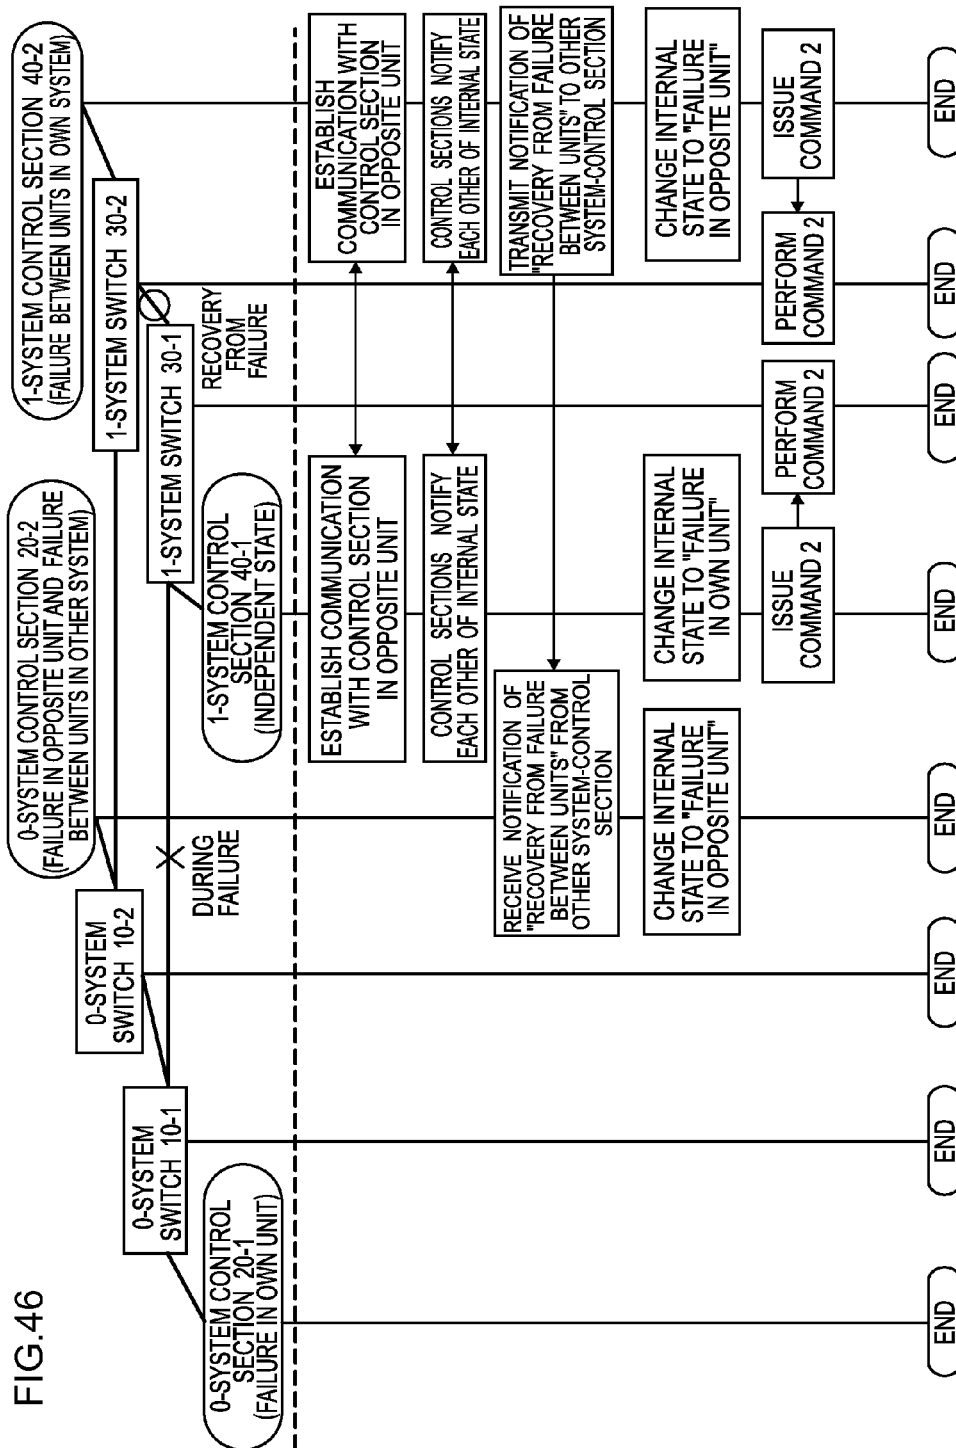 FIG.46
0-SYSTEM CONTROL
SECTION 20-1
(FAILURE IN OWN UNIT)
0-SYSTEM
SWITCH 10-1
0-SYSTEM
SWITCH 10-2
0-SYSTEM CONTROL SECTION 20-2
(FAILURE IN OPPOSITE UNIT AND FAILURE
BETWEEN UNITS IN OTHER SYSTEM)
DURING
FAILURE
1-SYSTEM CONTROL
SECTION 40-1
(INDEPENDENT STATE)
1-SYSTEM SWITCH 30-1
1-SYSTEM SWITCH 30-2
RECOVERY
FROM
FAILURE
1-SYSTEM CONTROL SECTION 40-2
(FAILURE BETWEEN UNITS IN OWN SYSTEM)
ESTABLISH COMMUNICATION
WITH CONTROL SECTION
IN OPPOSITE UNIT
ESTABLISH
COMMUNICATION WITH
CONTROL SECTION
IN OPPOSITE UNIT
CONTROL SECTIONS NOTIFY
EACH OTHER OF INTERNAL STATE
CONTROL SECTIONS NOTIFY
EACH OTHER OF INTERNAL STATE
RECEIVE NOTIFICATION OF
"RECOVERY FROM FAILURE
BETWEEN UNITS" FROM
OTHER SYSTEM-CONTROL
SECTION
TRANSMIT NOTIFICATION OF
"RECOVERY FROM FAILURE
BETWEEN UNITS" TO OTHER
SYSTEM-CONTROL SECTION
CHANGE INTERNAL
STATE TO "FAILURE
IN OPPOSITE UNIT"
CHANGE INTERNAL
STATE TO "FAILURE
IN OWN UNIT"
CHANGE INTERNAL
STATE TO "FAILURE
IN OPPOSITE UNIT"
ISSUE
COMMAND 2
PERFORM
COMMAND 2
PERFORM
COMMAND 2
ISSUE
COMMAND 2
END
END
END
END
END
END
END
END